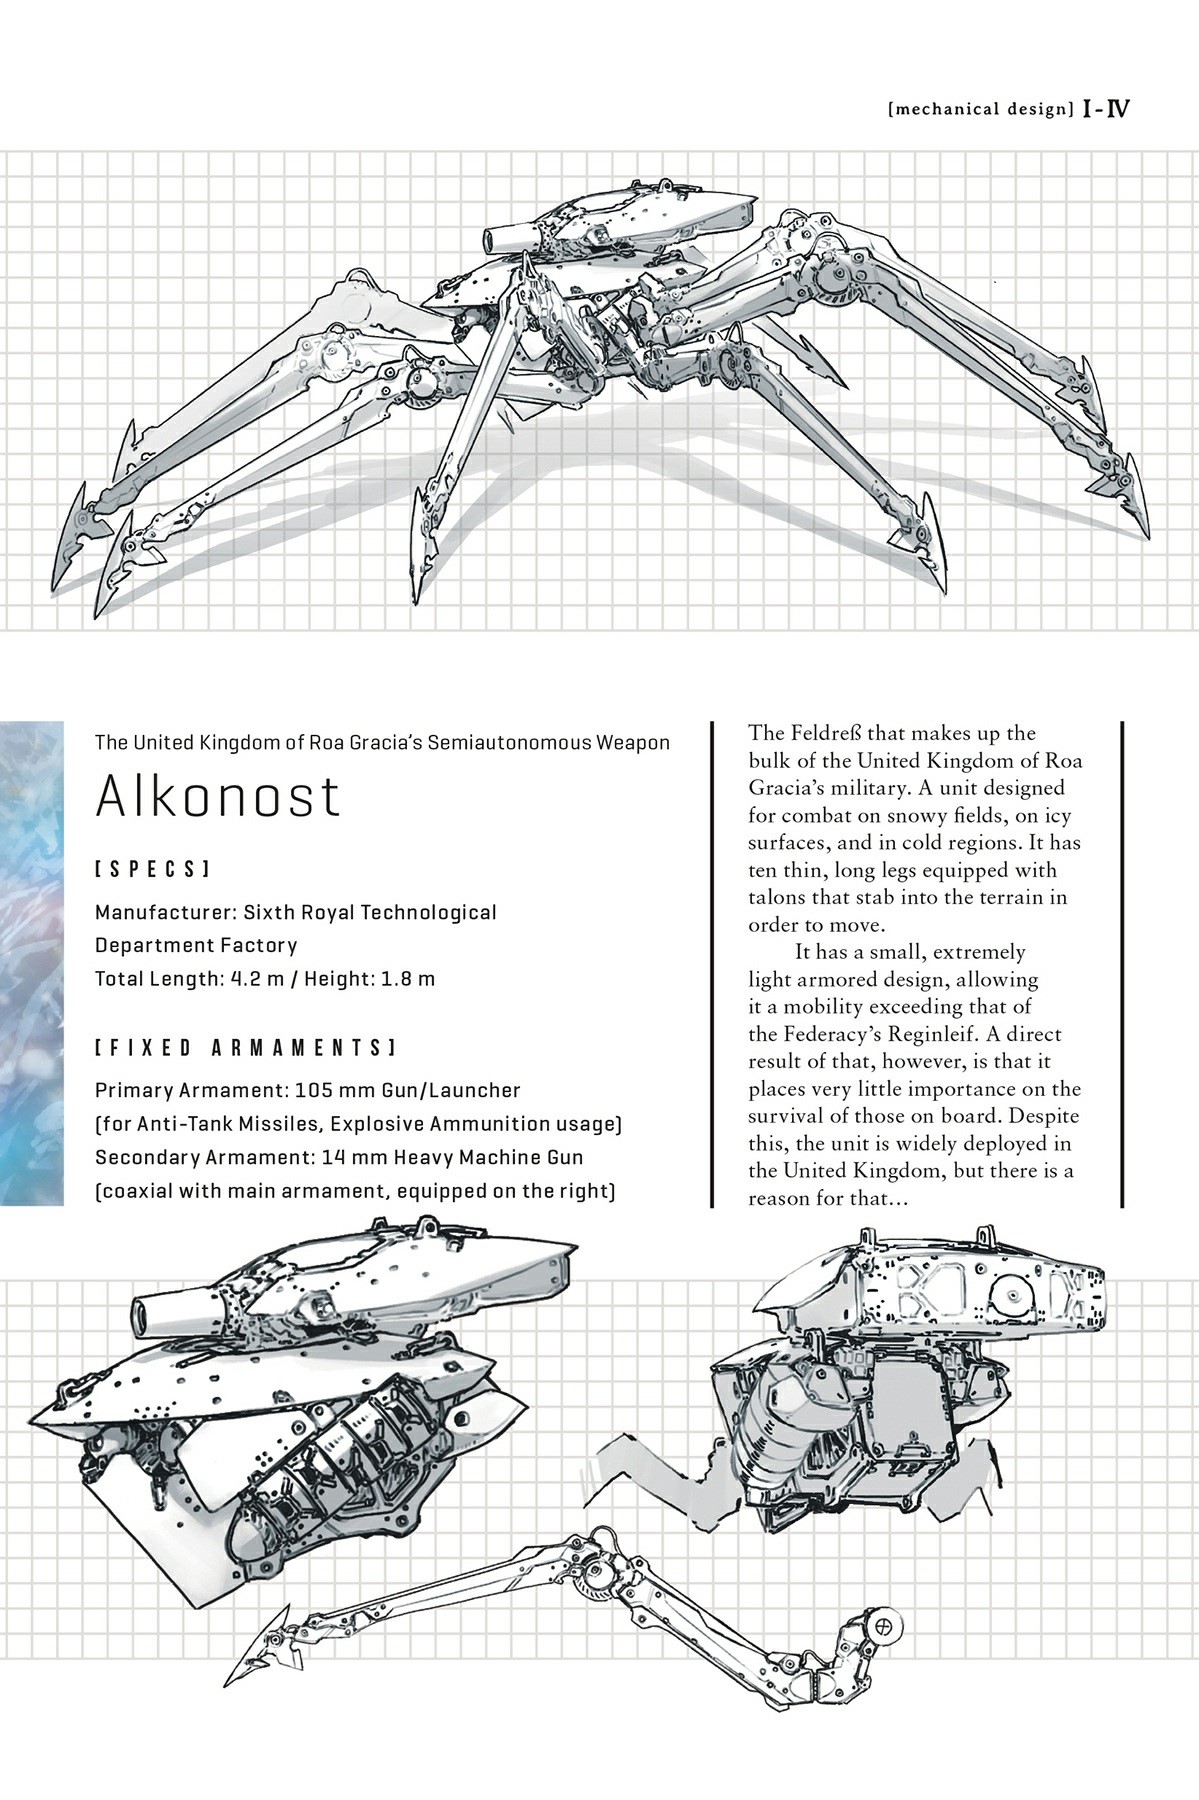 [mechanical design] I-IV
The United Kingdom of Roa Gracia's Semiautonomous Weapon
Alkonost
[SPECS]
Manufacturer: Sixth Royal Technological
Department Factory
Total Length: 4.2 m / Height: 1.8 m
[FIXED ARMAMENTS]
Primary Armament: 105 mm Gun/Launcher
(for Anti-Tank Missiles, Explosive Ammunition usage)
Secondary Armament: 14 mm Heavy Machine Gun
(coaxial with main armament, equipped on the right)
The Feldreß that makes up the
bulk of the United Kingdom of Roa
Gracia's military. A unit designed
for combat on snowy fields, on icy
surfaces, and in cold regions. It has
ten thin, long legs equipped with
talons that stab into the terrain in
order to move.
It has a small, extremely
light armored design, allowing
it a mobility exceeding that of
the Federacy's Reginleif. A direct
result of that, however, is that it
places very little importance on the
survival of those on board. Despite
this, the unit is widely deployed in
the United Kingdom, but there is a
reason for that...